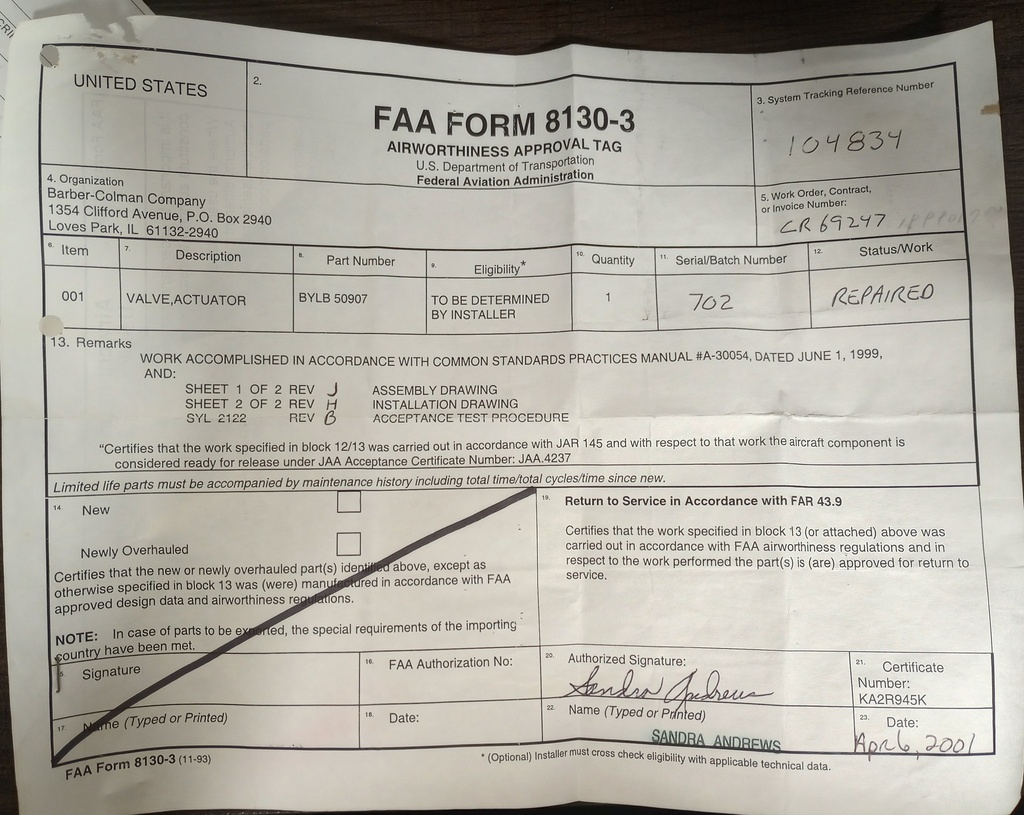 UNITED STATES
2.
FAA FORM 8130-3
AIRWORTHINESS APPROVAL TAG
U.S. Department of Transportation
Federal Aviation Administration
3. System Tracking Reference Number
104834
4. Organization
Barber-Colman Company
1354 Clifford Avenue, P.O. Box 2940
Loves Park, IL 61132-2940
5. Work Order, Contract,
or Invoice Number:
CR 69247
6. Item 7. Description 8. Part Number 9. Eligibility* 10. Quantity 11. Serial/Batch Number 12. Status/Work
001 VALVE,ACTUATOR BYLB 50907 TO BE DETERMINED 1 702 REPAIRED
BY INSTALLER
13. Remarks
WORK ACCOMPLISHED IN ACCORDANCE WITH COMMON STANDARDS PRACTICES MANUAL #A-30054, DATED JUNE 1, 1999,
AND:
SHEET 1 OF 2 REV J ASSEMBLY DRAWING
SHEET 2 OF 2 REV H INSTALLATION DRAWING
SYL 2122 REV B ACCEPTANCE TEST PROCEDURE
"Certifies that the work specified in block 12/13 was carried out in accordance with JAR 145 and with respect to that work the aircraft component is
considered ready for release under JAA Acceptance Certificate Number: JAA.4237
Limited life parts must be accompanied by maintenance history including total time/total cycles/time since new.
14. New
Newly Overhauled
Certifies that the new or newly overhauled part(s) identified above, except as
otherwise specified in block 13 was (were) manufactured in accordance with FAA
approved design data and airworthiness regulations.
NOTE: In case of parts to be exported, the special requirements of the importing
country have been met.
19. Return to Service in Accordance with FAR 43.9
Certifies that the work specified in block 13 (or attached) above was
carried out in accordance with FAA airworthiness regulations and in
respect to the work performed the part(s) is (are) approved for return to
service.
15. Signature
16. FAA Authorization No:
20. Authorized Signature:
Sandra Andrews
21. Certificate
Number:
KA2R945K
17. Name (Typed or Printed)
18. Date:
22. Name (Typed or Printed)
SANDRA ANDREWS
23. Date:
Apr 6, 2001
FAA Form 8130-3 (11-93)
* (Optional) Installer must cross check eligibility with applicable technical data.